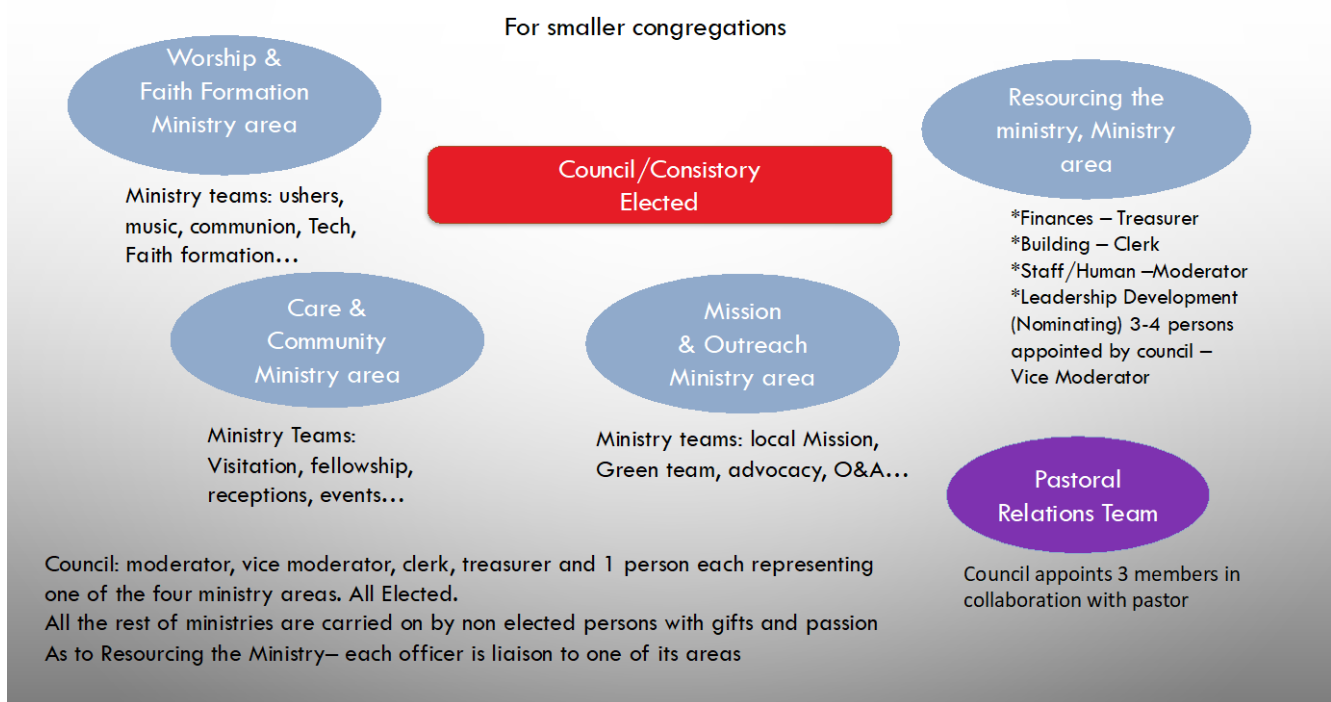 For smaller congregations
Worship &
Faith Formation
Ministry area
Ministry teams: ushers,
music, communion, Tech,
Faith formation...
Council/Consistory
Elected
Resourcing the
ministry, Ministry
area
*Finances – Treasurer
*Building – Clerk
*Staff/Human –Moderator
*Leadership Development
(Nominating) 3-4 persons
appointed by council –
Vice Moderator
Care &
Community
Ministry area
Ministry Teams:
Visitation, fellowship,
receptions, events...
Mission
& Outreach
Ministry area
Ministry teams: local Mission,
Green team, advocacy, O&A...
Pastoral
Relations Team
Council appoints 3 members in
collaboration with pastor
Council: moderator, vice moderator, clerk, treasurer and 1 person each representing
one of the four ministry areas. All Elected.
All the rest of ministries are carried on by non elected persons with gifts and passion
As to Resourcing the Ministry– each officer is liaison to one of its areas